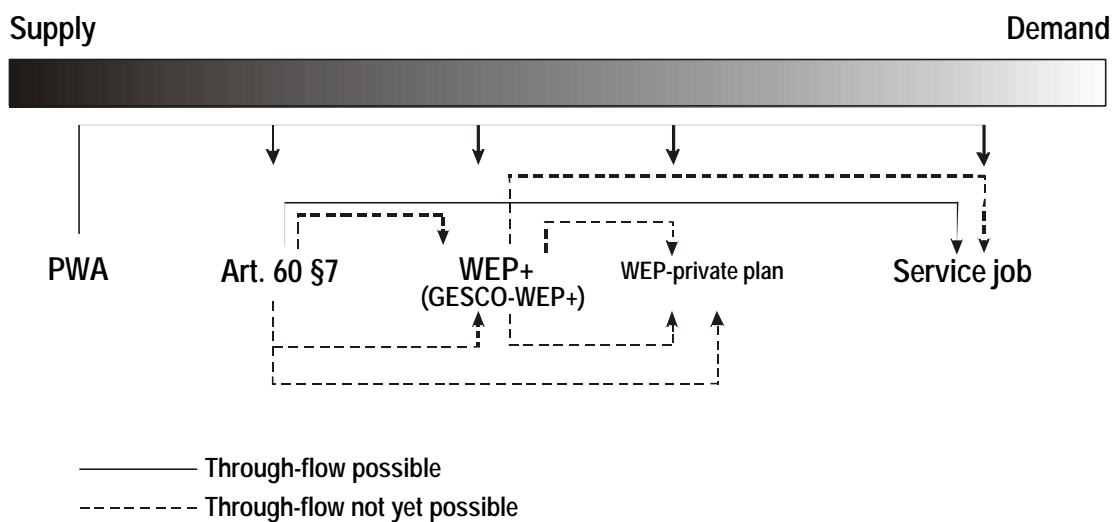 Supply
Demand
PWA
Art. 60 §7
WEP+
(GESCO-WEP+)
WEP-private plan
Service job
Through-flow possible
Through-flow not yet possible